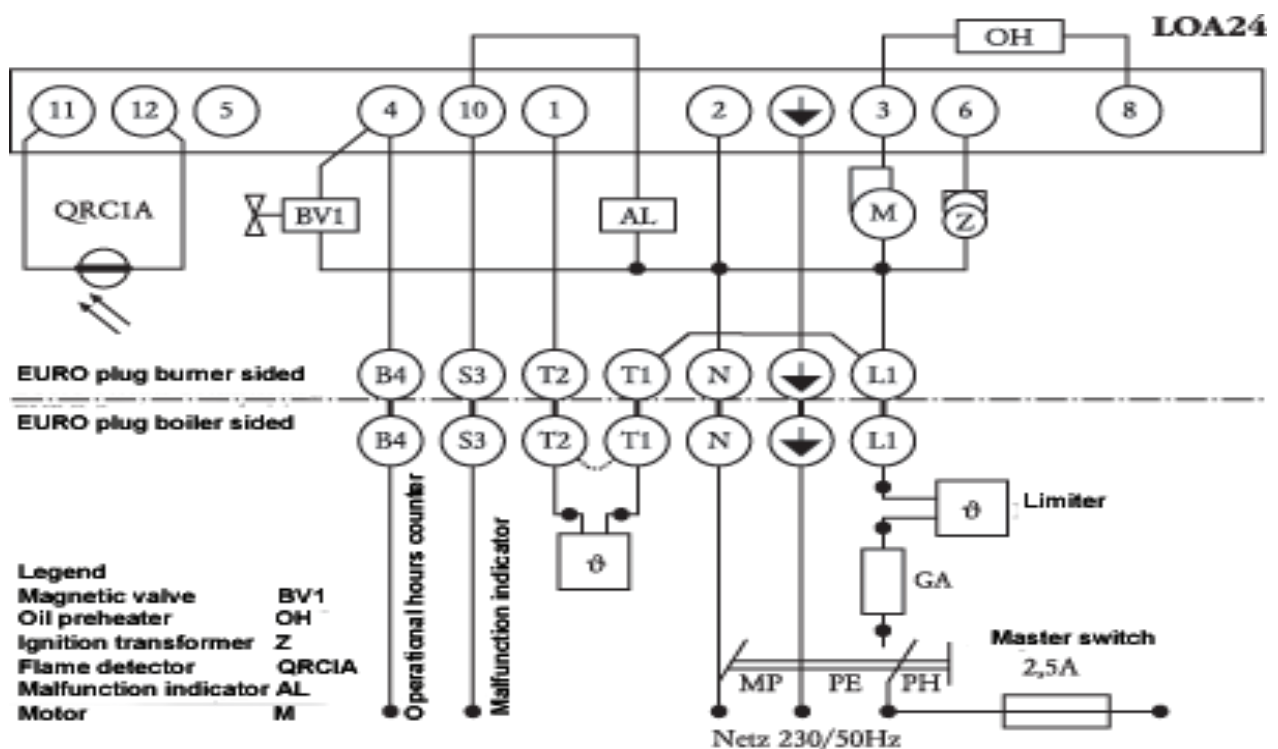 LOA24
OH
11 12 5 4 10 1 2 3 6 8
QRC1A BV1 AL M Z
EURO plug burner sided B4 S3 T2 T1 N L1
EURO plug boiler sided B4 S3 T2 T1 N L1
Operational hours counter
Malfunction indicator
ϑ
ϑ Limiter
GA
Legend
Magnetic valve BV1
Oil preheater OH
Ignition transformer Z
Flame detector QRCIA
Malfunction indicator AL
Motor M
Master switch
MP PE PH 2,5A
Netz 230/50Hz